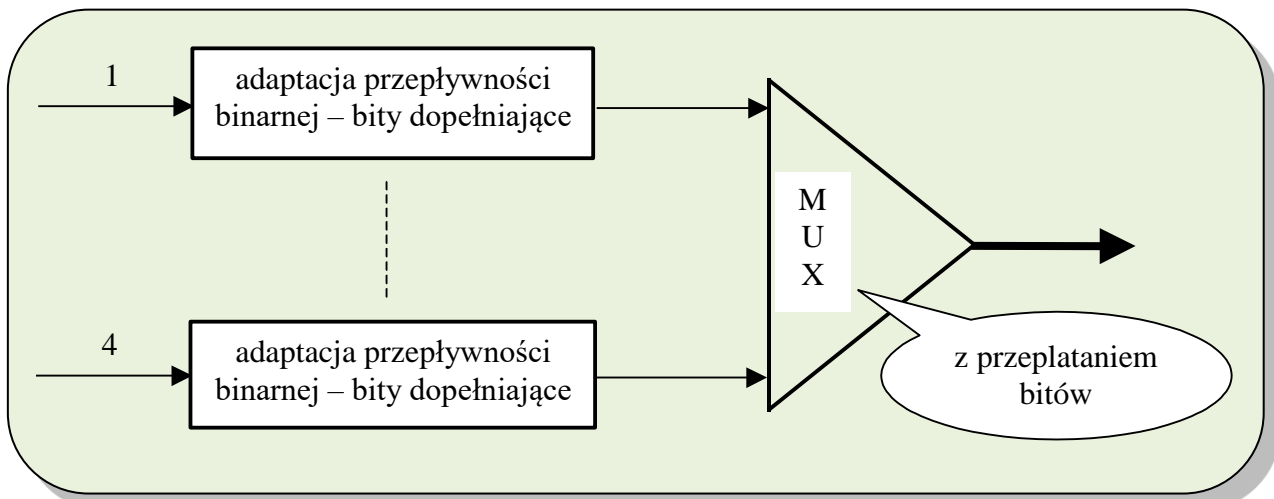 1
adaptacja przepływności
binarnej – bity dopełniające
M
U
X
4
adaptacja przepływności
binarnej – bity dopełniające
z przeplataniem
bitów